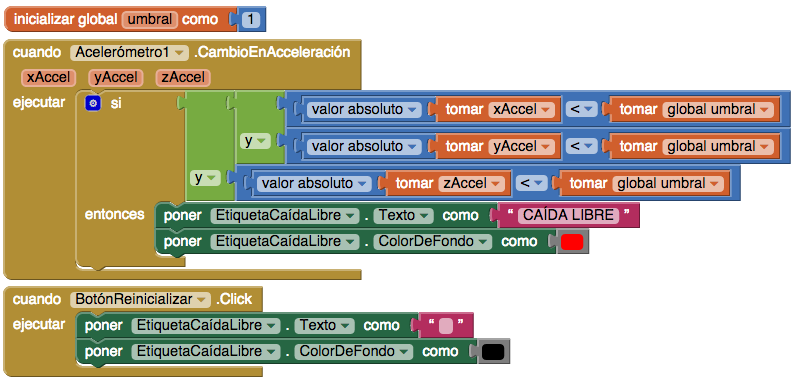 inicializar global umbral como 1
cuando Acelerómetro1 .CambioEnAcceleración
xAccel yAccel zAccel
ejecutar si valor absoluto tomar xAccel < tomar global umbral
y valor absoluto tomar yAccel < tomar global umbral
y valor absoluto tomar zAccel < tomar global umbral
entonces poner EtiquetaCaídaLibre . Texto como " CAÍDA LIBRE "
poner EtiquetaCaídaLibre . ColorDeFondo como
cuando BotónReinicializar .Click
ejecutar poner EtiquetaCaídaLibre . Texto como " "
poner EtiquetaCaídaLibre . ColorDeFondo como